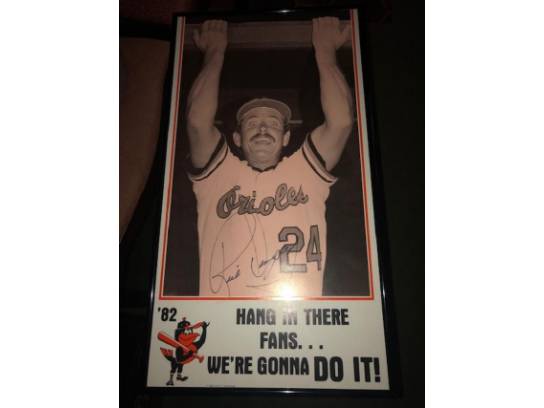 Orioles
24
'82
HANG IN THERE
FANS...
WE'RE GONNA DO IT!